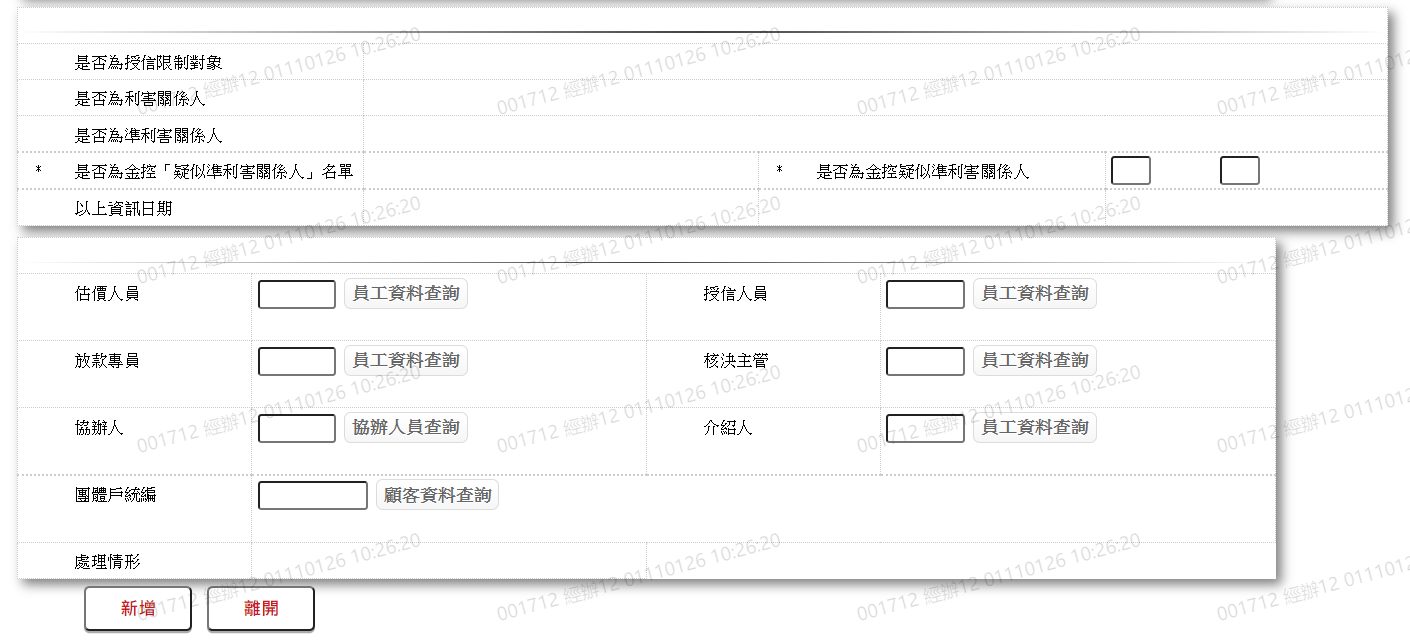 是否為授信限制對象
是否為利害關係人
是否為準利害關係人
* 是否為金控「疑似準利害關係人」名單 * 是否為金控疑似準利害關係人
以上資訊日期
估價人員 員工資料查詢 授信人員 員工資料查詢
放款專員 員工資料查詢 核決主管 員工資料查詢
協辦人 協辦人員查詢 介紹人 員工資料查詢
團體戶統編 顧客資料查詢
處理情形
新增 離開
001712 經辦12 01110126 10:26:20